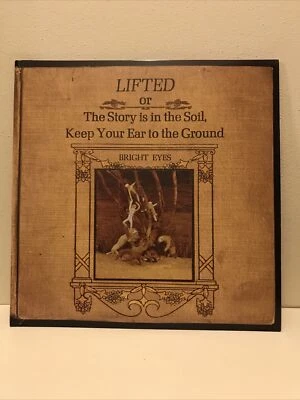 LIFTED
or
The Story is in the Soil,
Keep Your Ear to the Ground
BRIGHT EYES